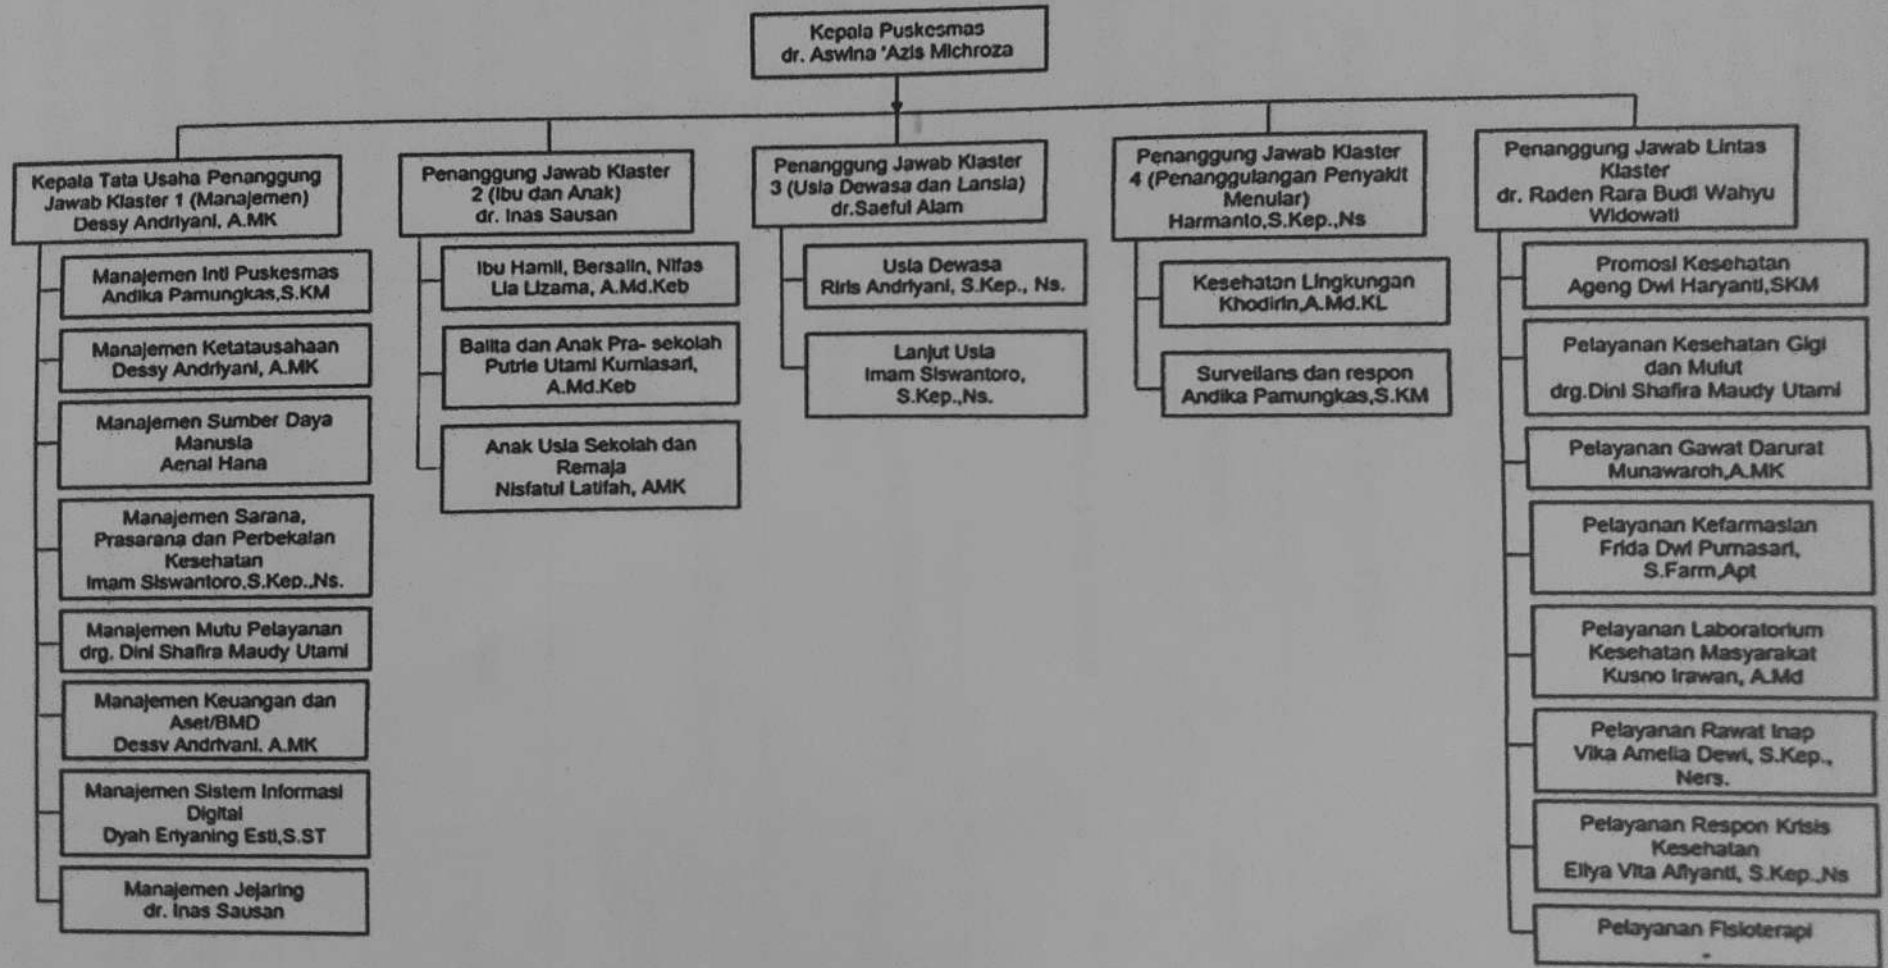 Kepala Puskesmas
dr. Aswina 'Azis Michroza
Kepala Tata Usaha Penanggung
Jawab Klaster 1 (Manajemen)
Dessy Andriyani, A.MK
Manajemen Inti Puskesmas
Andika Pamungkas,S.KM
Manajemen Ketatausahaan
Dessy Andriyani, A.MK
Manajemen Sumber Daya
Manusia
Aenal Hana
Manajemen Sarana,
Prasarana dan Perbekalan
Kesehatan
Imam Siswantoro,S.Kep.,Ns.
Manajemen Mutu Pelayanan
drg. Dini Shafira Maudy Utami
Manajemen Keuangan dan
Aset/BMD
Dessy Andriyani. A.MK
Manajemen Sistem Informasi
Digital
Dyah Eriyaning Esti,S.ST
Manajemen Jejaring
dr. Inas Sausan
Penanggung Jawab Klaster
2 (Ibu dan Anak)
dr. Inas Sausan
Ibu Hamil, Bersalin, Nifas
Lia Lizama, A.Md.Keb
Balita dan Anak Pra- sekolah
Putrie Utami Kurniasari,
A.Md.Keb
Anak Usia Sekolah dan
Remaja
Nisfatul Latifah, AMK
Penanggung Jawab Klaster
3 (Usia Dewasa dan Lansia)
dr.Saeful Alam
Usia Dewasa
Riris Andriyani, S.Kep., Ns.
Lanjut Usia
Imam Siswantoro,
S.Kep.,Ns.
Penanggung Jawab Klaster
4 (Penanggulangan Penyakit
Menular)
Harmanto,S.Kep.,Ns
Kesehatan Lingkungan
Khodirin,A.Md.KL
Surveilans dan respon
Andika Pamungkas,S.KM
Penanggung Jawab Lintas
Klaster
dr. Raden Rara Budi Wahyu
Widowati
Promosi Kesehatan
Ageng Dwi Haryanti,SKM
Pelayanan Kesehatan Gigi
dan Mulut
drg.Dini Shafira Maudy Utami
Pelayanan Gawat Darurat
Munawaroh,A.MK
Pelayanan Kefarmasian
Frida Dwi Purnasari,
S.Farm,Apt
Pelayanan Laboratorium
Kesehatan Masyarakat
Kusno Irawan, A.Md
Pelayanan Rawat Inap
Vika Amelia Dewi, S.Kep.,
Ners.
Pelayanan Respon Krisis
Kesehatan
Ellya Vita Afiyanti, S.Kep.,Ns
Pelayanan Fisioterapi
-